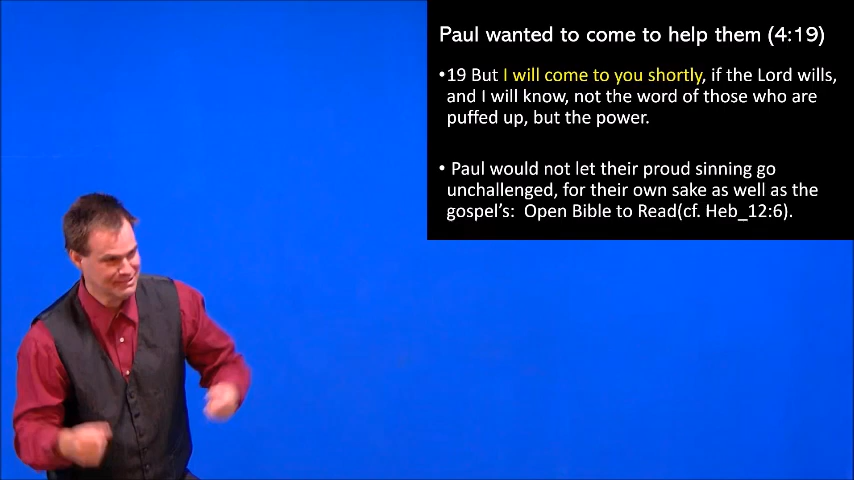 Paul wanted to come to help them (4:19)
•19 But I will come to you shortly, if the Lord wills,
and I will know, not the word of those who are
puffed up, but the power.
• Paul would not let their proud sinning go
unchallenged, for their own sake as well as the
gospel's:  Open Bible to Read(cf. Heb_12:6).